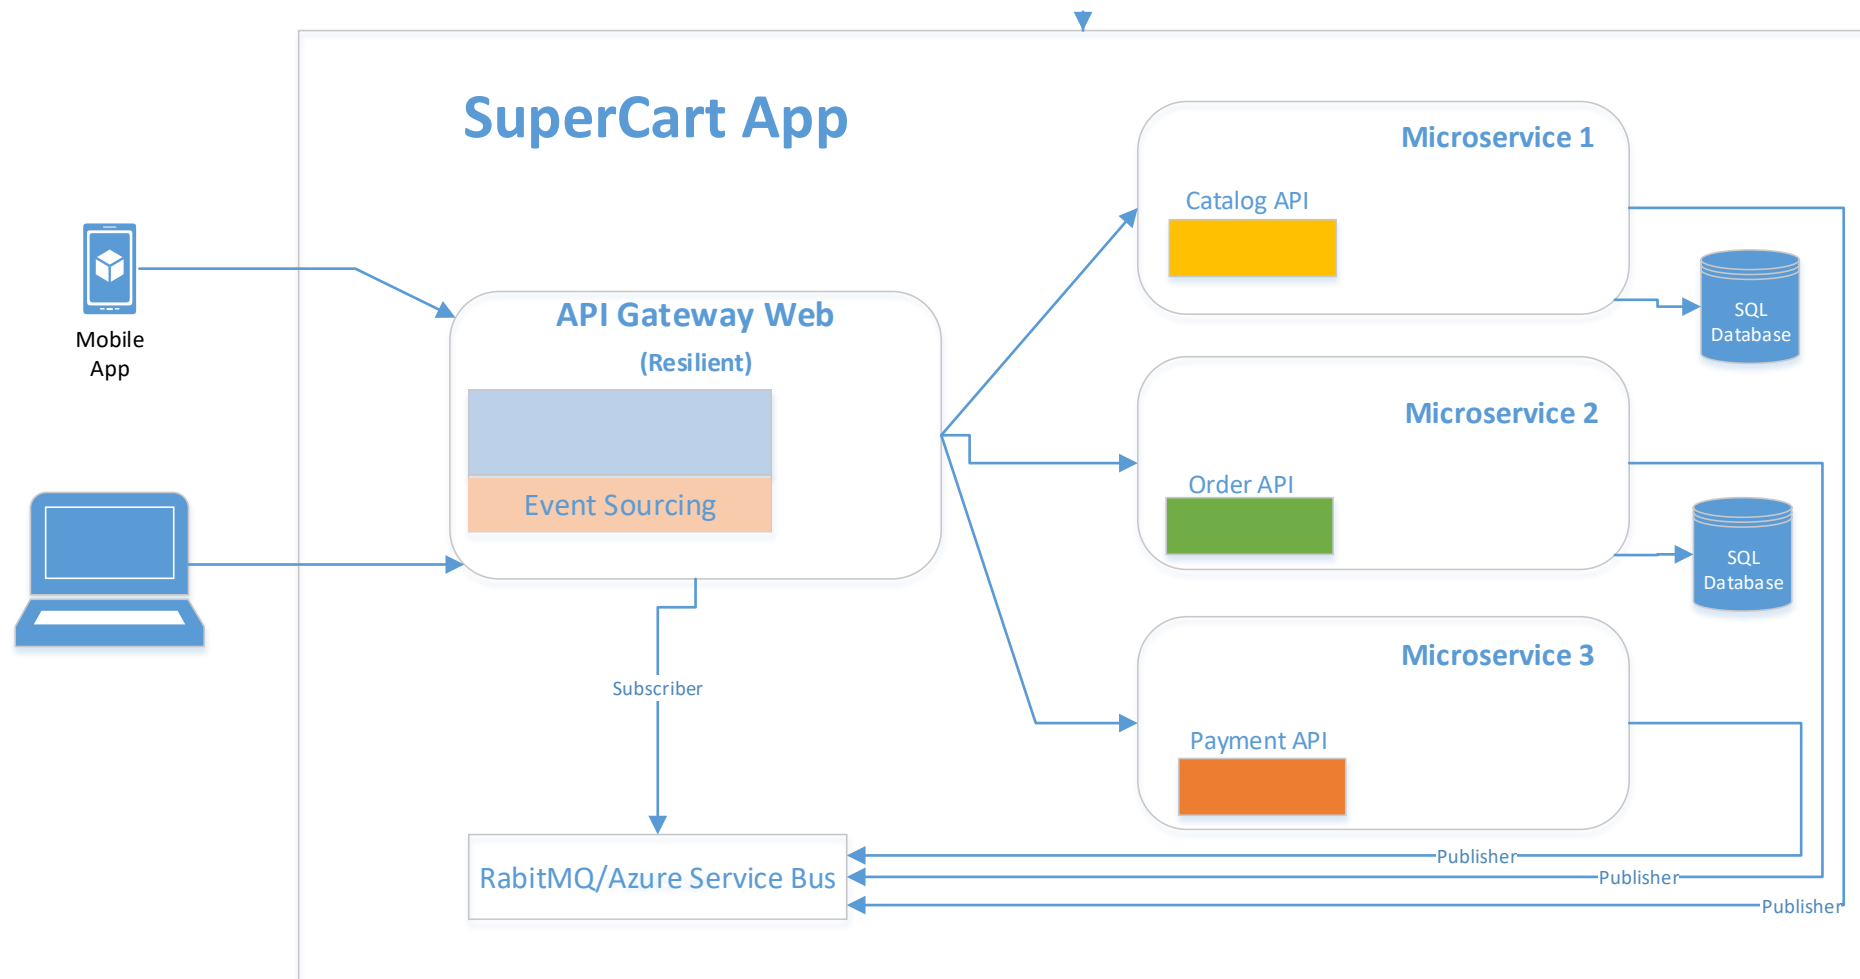 SuperCart App
Microservice 1
Catalog API
SQL
Database
Mobile
App
API Gateway Web
(Resilient)
Event Sourcing
Microservice 2
Order API
SQL
Database
Microservice 3
Payment API
Subscriber
RabitMQ/Azure Service Bus
Publisher
Publisher
Publisher